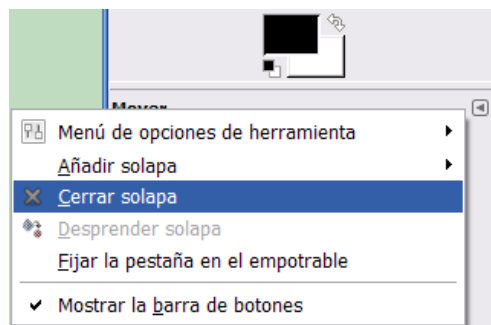 Mover
Menú de opciones de herramienta
Añadir solapa
Cerrar solapa
Desprender solapa
Fijar la pestaña en el empotrable
Mostrar la barra de botones